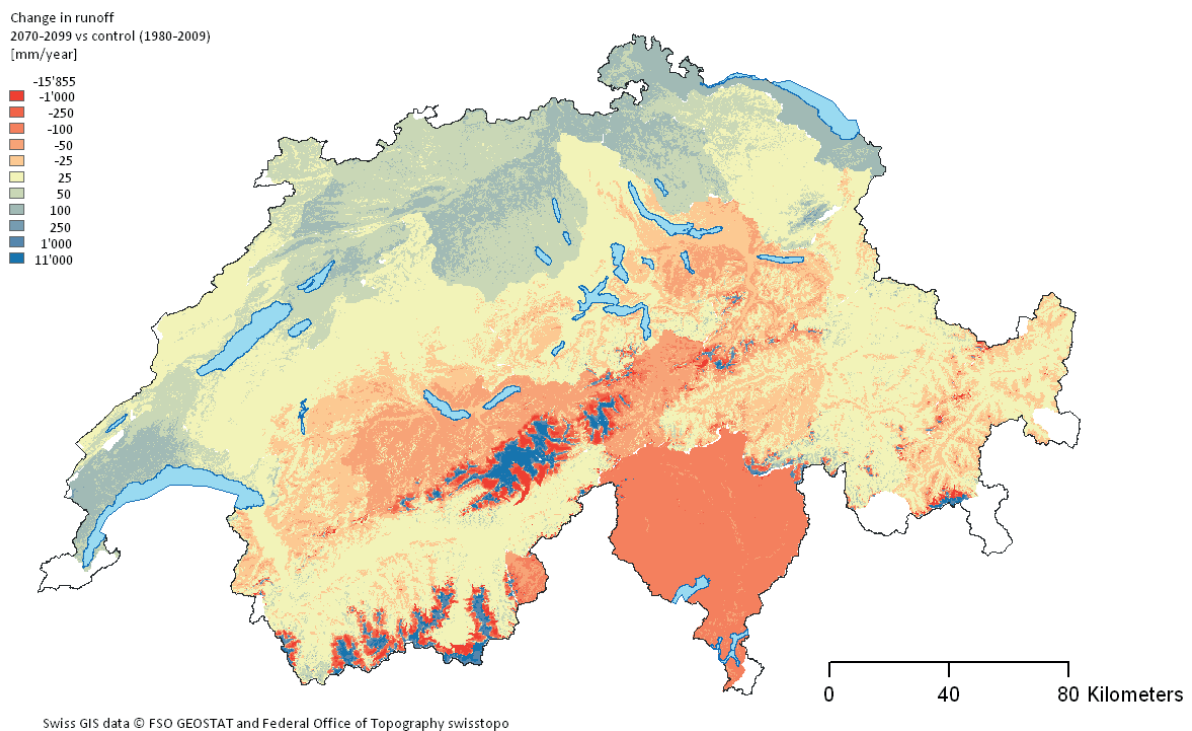 Change in runoff
2070-2099 vs control (1980-2009)
[mm/year]
-15'855
-1'000
-250
-100
-50
-25
25
50
100
250
1'000
11'000
0 40 80 Kilometers
Swiss GIS data © FSO GEOSTAT and Federal Office of Topography swisstopo